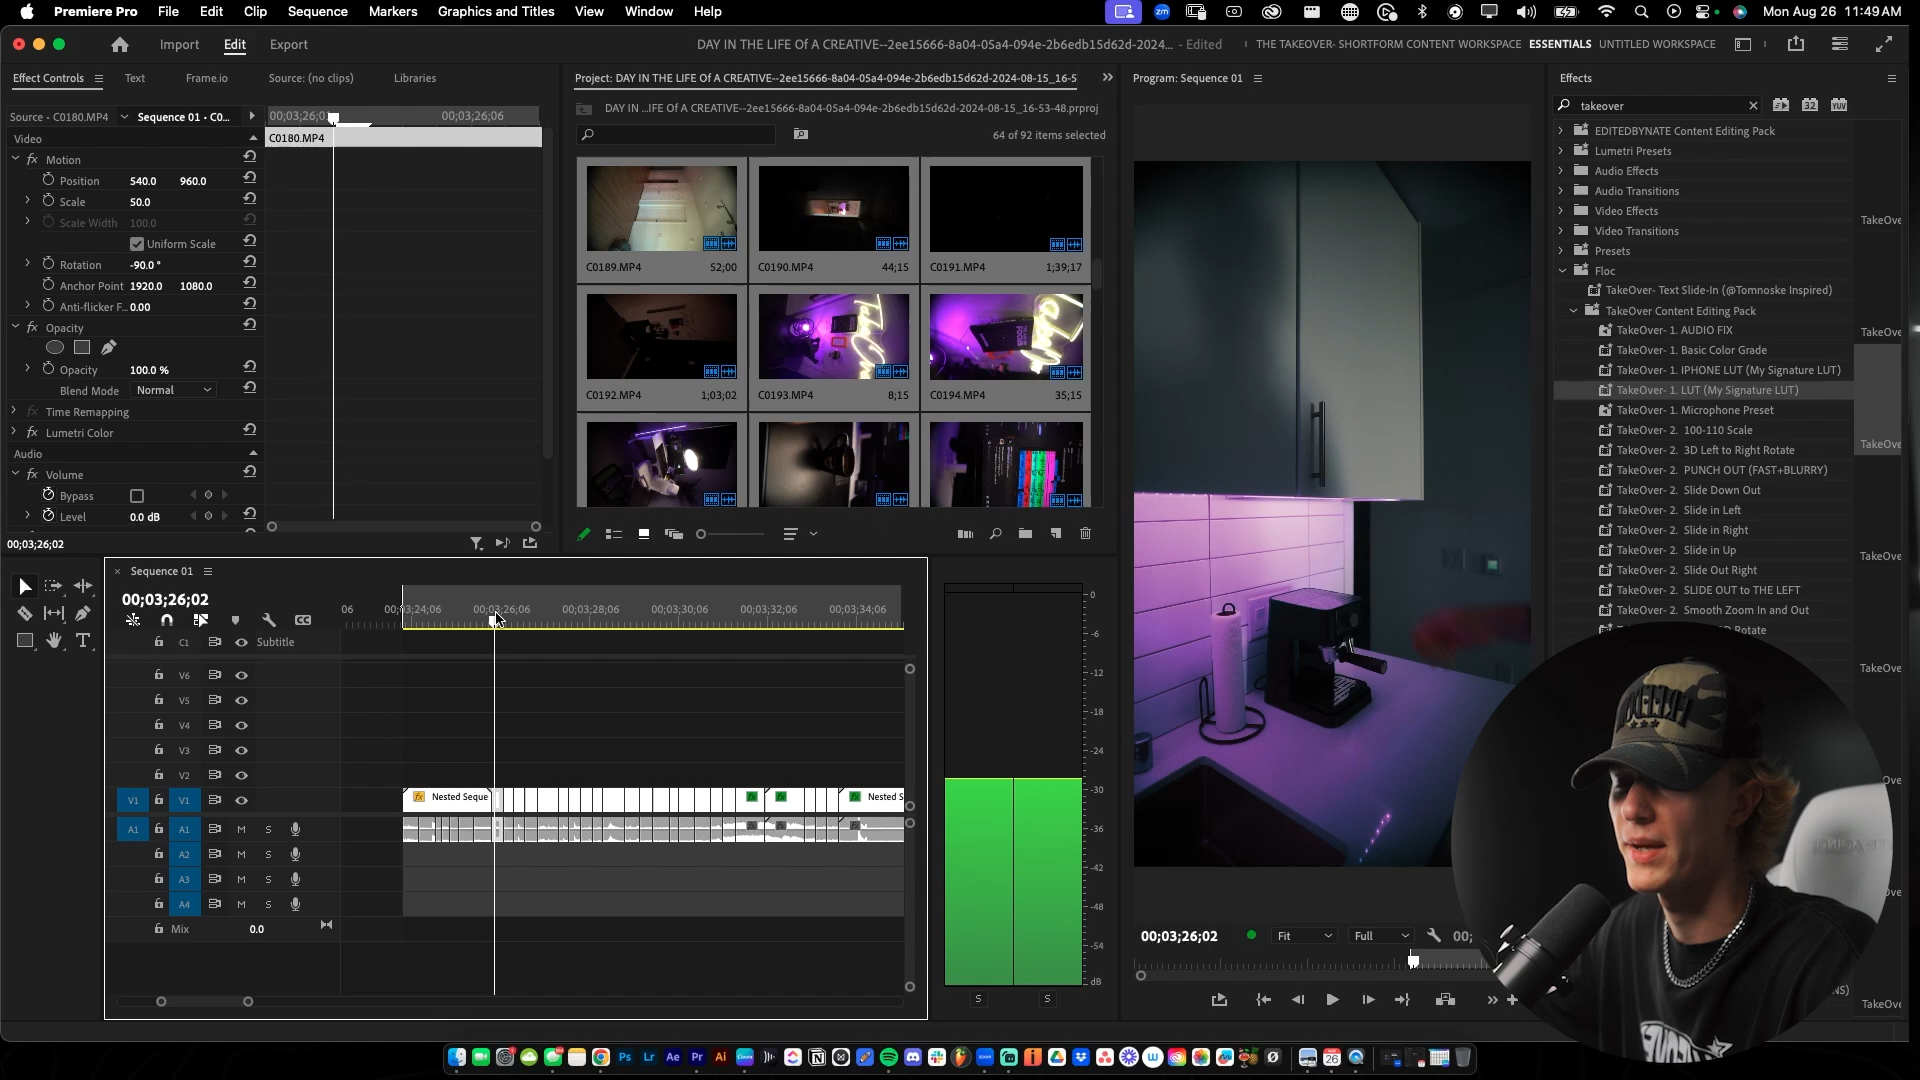 Premiere Pro File Edit Clip Sequence Markers Graphics and Titles View Window Help
Mon Aug 26 11:49 AM
Import Edit Export
DAY IN THE LIFE Of A CREATIVE--2ee15666-8a04-05a4-094e-2b6edb15d62d-2024... - Edited
THE TAKEOVER- SHORTFORM CONTENT WORKSPACE ESSENTIALS UNTITLED WORKSPACE
Effect Controls Text Frame.io Source: (no clips) Libraries
Source • C0180.MP4 Sequence 01 • C0...
00;03;26;01 00;03;26;06
C0180.MP4
Video
fx Motion
Position 540.0 960.0
Scale 50.0
Scale Width 100.0
Uniform Scale
Rotation -90.0 °
Anchor Point 1920.0 1080.0
Anti-flicker F... 0.00
fx Opacity
Opacity 100.0 %
Blend Mode Normal
fx Time Remapping
fx Lumetri Color
Audio
fx Volume
Bypass
Level 0.0 dB
00;03;26;02
Project: DAY IN THE LIFE Of A CREATIVE--2ee15666-8a04-05a4-094e-2b6edb15d62d-2024-08-15_16-5
DAY IN ...IFE Of A CREATIVE--2ee15666-8a04-05a4-094e-2b6edb15d62d-2024-08-15_16-53-48.prproj
64 of 92 items selected
C0189.MP4 52;00
C0190.MP4 44;15
C0191.MP4 1;39;17
C0192.MP4 1;03;02
C0193.MP4 8;15
C0194.MP4 35;15
Program: Sequence 01
00;03;26;02 Fit Full 00;
Effects
takeover
EDITEDBYNATE Content Editing Pack
Lumetri Presets
Audio Effects
Audio Transitions
Video Effects
Video Transitions
Presets
Floc
TakeOver- Text Slide-In (@Tomnoske Inspired)
TakeOver Content Editing Pack
TakeOver- 1. AUDIO FIX
TakeOver- 1. Basic Color Grade
TakeOver- 1. IPHONE LUT (My Signature LUT)
TakeOver- 1. LUT (My Signature LUT)
TakeOver- 1. Microphone Preset
TakeOver- 2. 100-110 Scale
TakeOver- 2. 3D Left to Right Rotate
TakeOver- 2. PUNCH OUT (FAST+BLURRY)
TakeOver- 2. Slide Down Out
TakeOver- 2. Slide in Left
TakeOver- 2. Slide in Right
TakeOver- 2. Slide in Up
TakeOver- 2. Slide Out Right
TakeOver- 2. SLIDE OUT to THE LEFT
TakeOver- 2. Smooth Zoom In and Out
Rotate
TakeOve
TakeOve
TakeOve
TakeOve
TakeOve
TakeOve
TakeOve
Sequence 01
00;03;26;02
06 00;03;24;06 00;03;26;06 00;03;28;06 00;03;30;06 00;03;32;06 00;03;34;06
C1 Subtitle
V6
V5
V4
V3
V2
V1 V1 Nested Seque Nested S
A1 A1 M S
A2 M S
A3 M S
A4 M S
Mix 0.0
0
-6
-12
-18
-24
-30
-36
-42
-48
-54
dB
S S